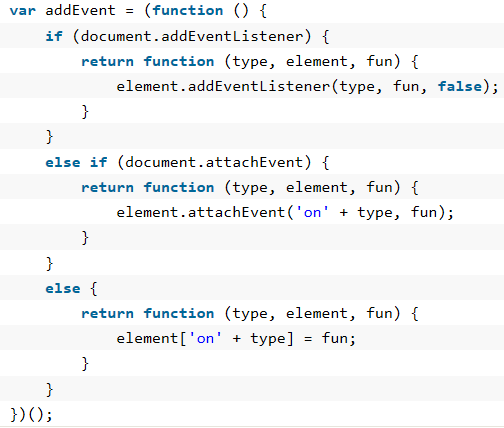 var addEvent = (function () {
    if (document.addEventListener) {
        return function (type, element, fun) {
            element.addEventListener(type, fun, false);
        }
    }
    else if (document.attachEvent) {
        return function (type, element, fun) {
            element.attachEvent('on' + type, fun);
        }
    }
    else {
        return function (type, element, fun) {
            element['on' + type] = fun;
        }
    }
})();